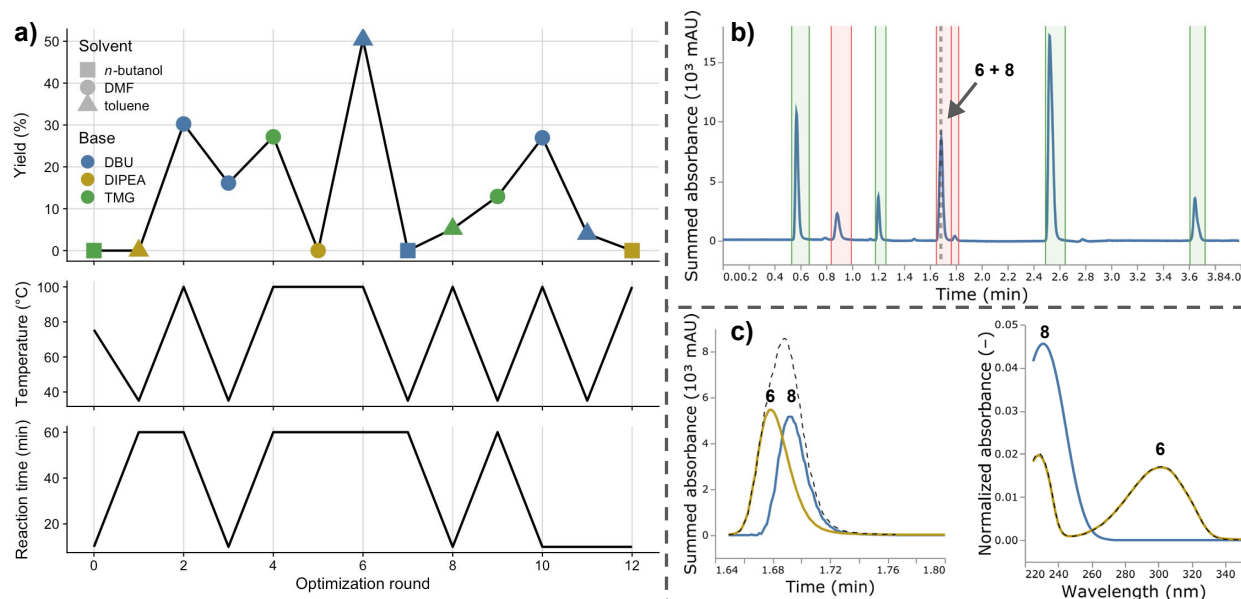 a)
Solvent
n-butanol
DMF
toluene
Base
DBU
DIPEA
TMG
Yield (%)
50
40
30
20
10
0
Temperature (°C)
100
80
60
40
Reaction time (min)
60
40
20
0 2 4 6 8 10 12
Optimization round
b)
6 + 8
Summed absorbance (10³ mAU)
15
10
5
0
0.00.2 0.4 0.6 0.8 1.0 1.2 1.4 1.6 1.8 2.0 2.2 2.4 2.6 2.8 3.0 3.2 3.4 3.6 3.84.0
Time (min)
c)
6 8
Summed absorbance (10³ mAU)
8
6
4
2
0
1.64 1.68 1.72 1.76 1.80
Time (min)
8
6
Normalized absorbance (−)
0.05
0.04
0.03
0.02
0.01
0.00
220 240 260 280 300 320 340
Wavelength (nm)